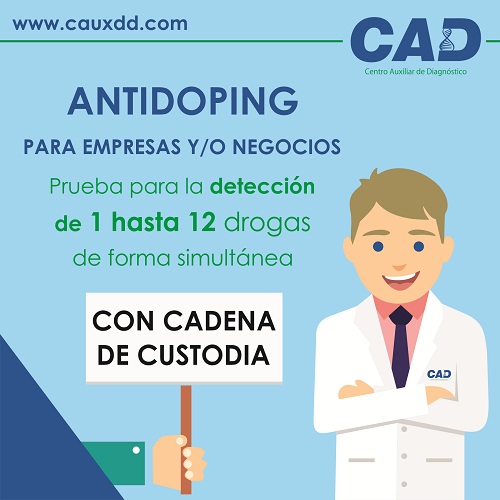 www.cauxdd.com
CAD
Centro Auxiliar de Diagnóstico
ANTIDOPING
PARA EMPRESAS Y/O NEGOCIOS
Prueba para la detección
de 1 hasta 12 drogas
de forma simultánea
CON CADENA
DE CUSTODIA
CAD